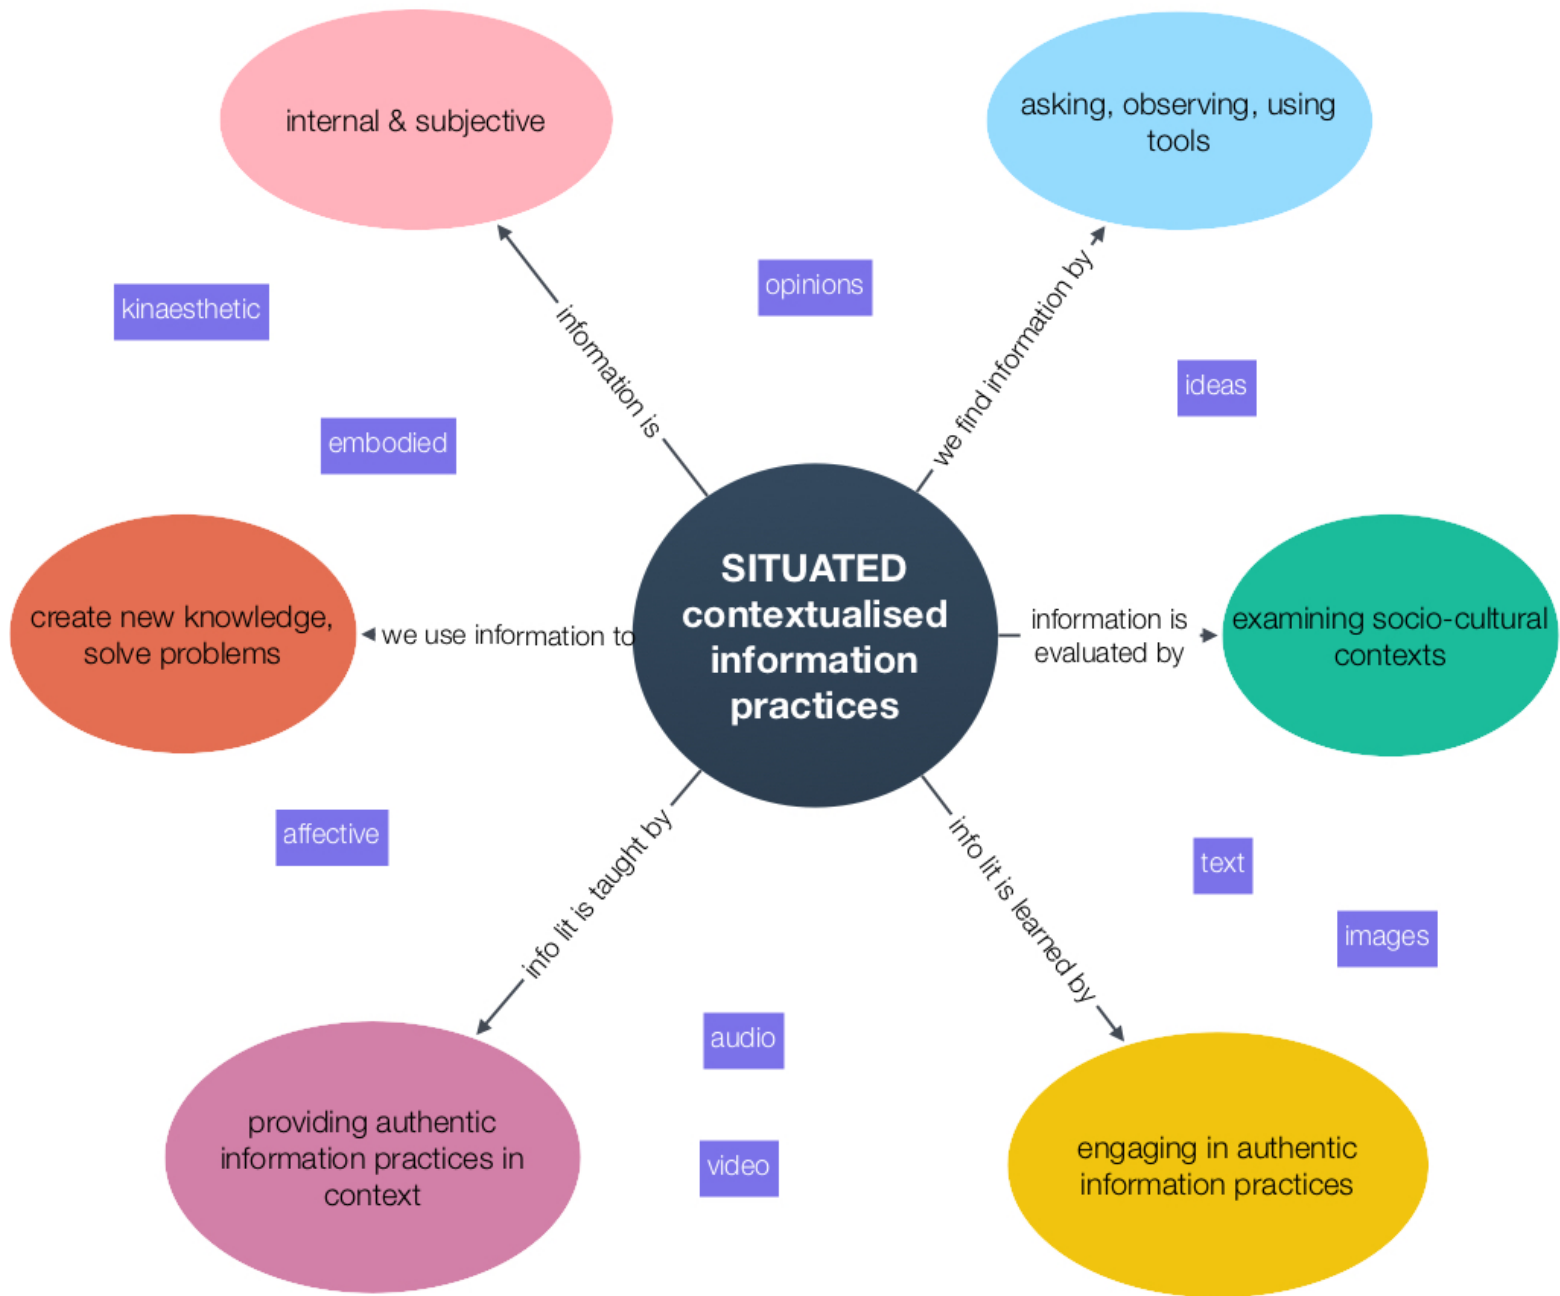 internal & subjective
asking, observing, using
tools
opinions
kinaesthetic
information is
we find information by
ideas
embodied
SITUATED
contextualised
information
practices
create new knowledge,
solve problems
we use information to
information is
evaluated by
examining socio-cultural
contexts
affective
info lit is taught by
info lit is learned by
text
images
audio
video
providing authentic
information practices in
context
engaging in authentic
information practices